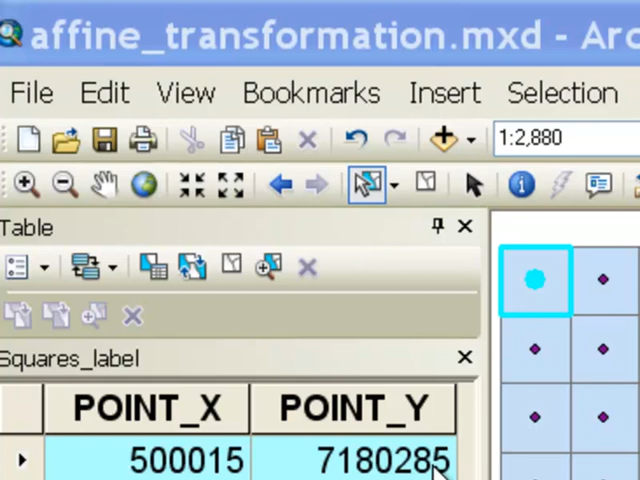 affine_transformation.mxd - Arc
File Edit View Bookmarks Insert Selection
1:2,880
Table
Squares_label
POINT_X POINT_Y
500015 7180285